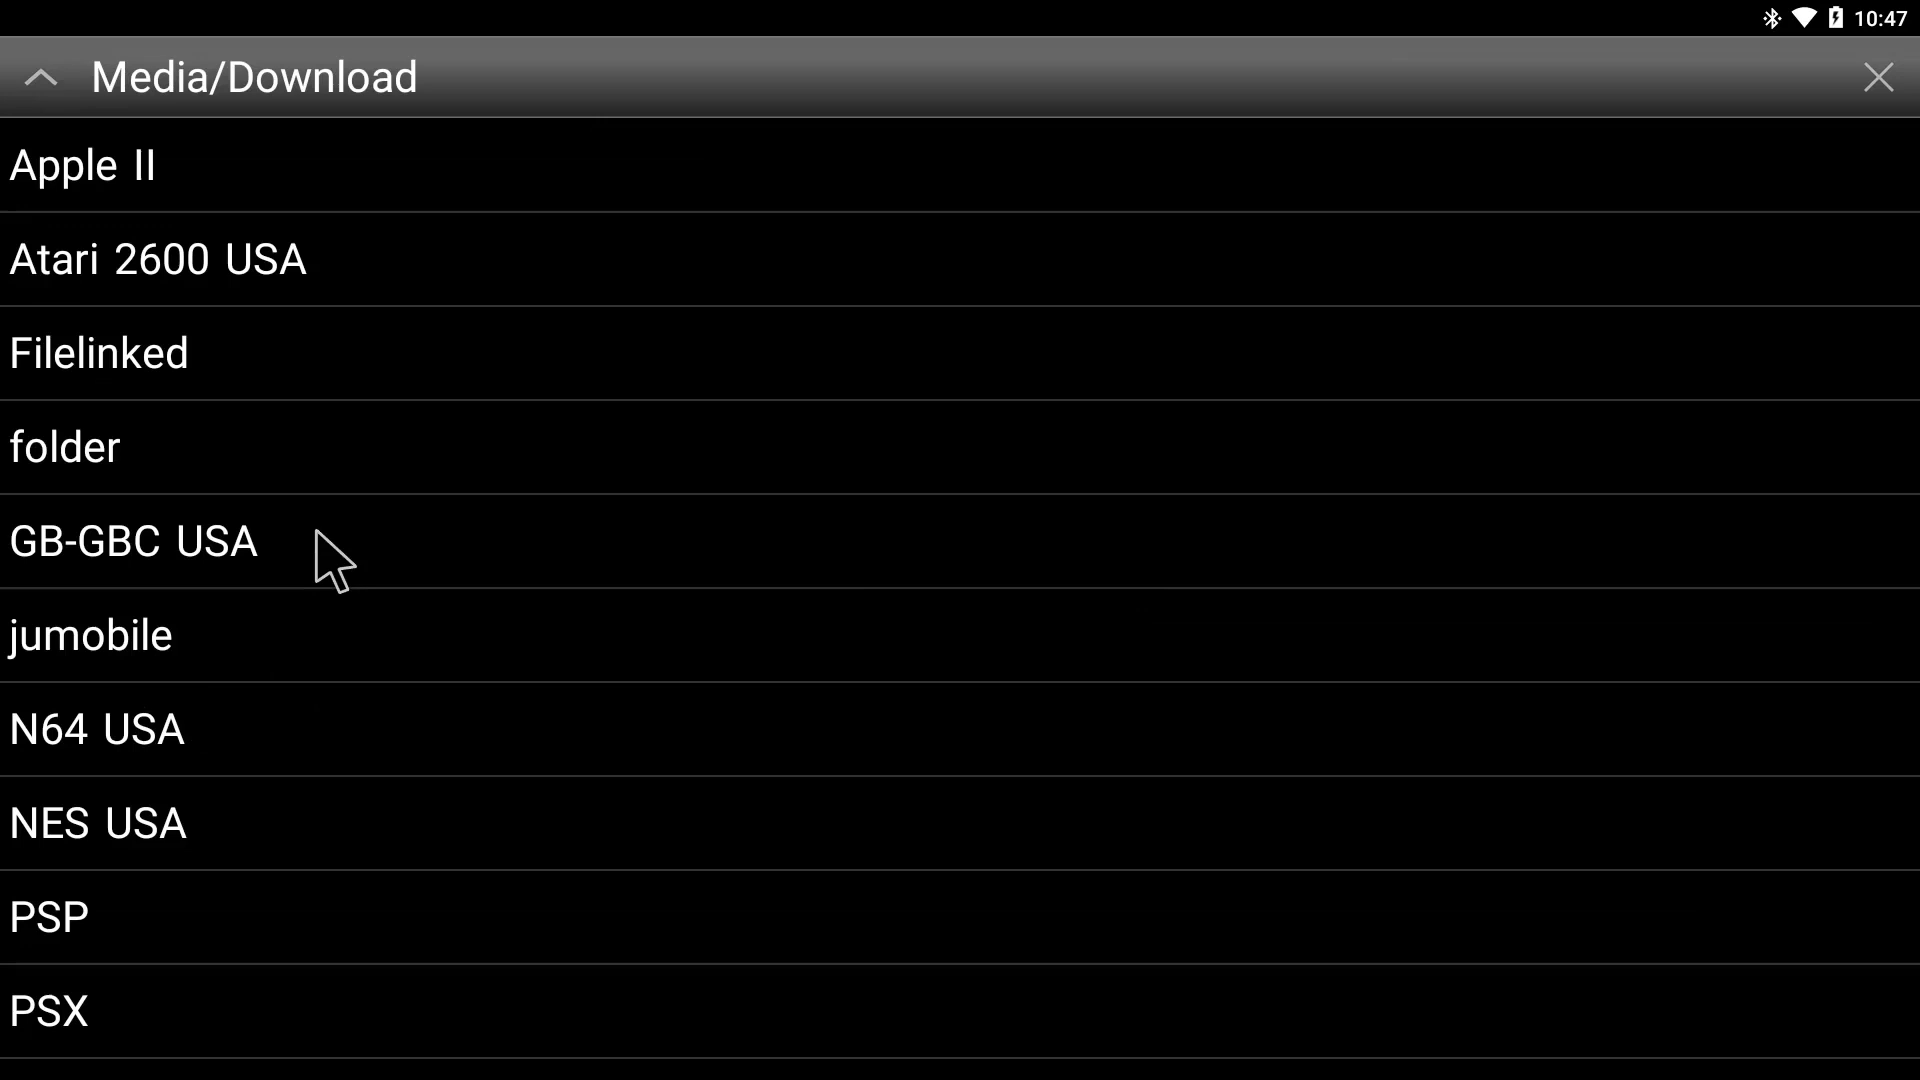 10:47
Media/Download
Apple II
Atari 2600 USA
Filelinked
folder
GB-GBC USA
jumobile
N64 USA
NES USA
PSP
PSX